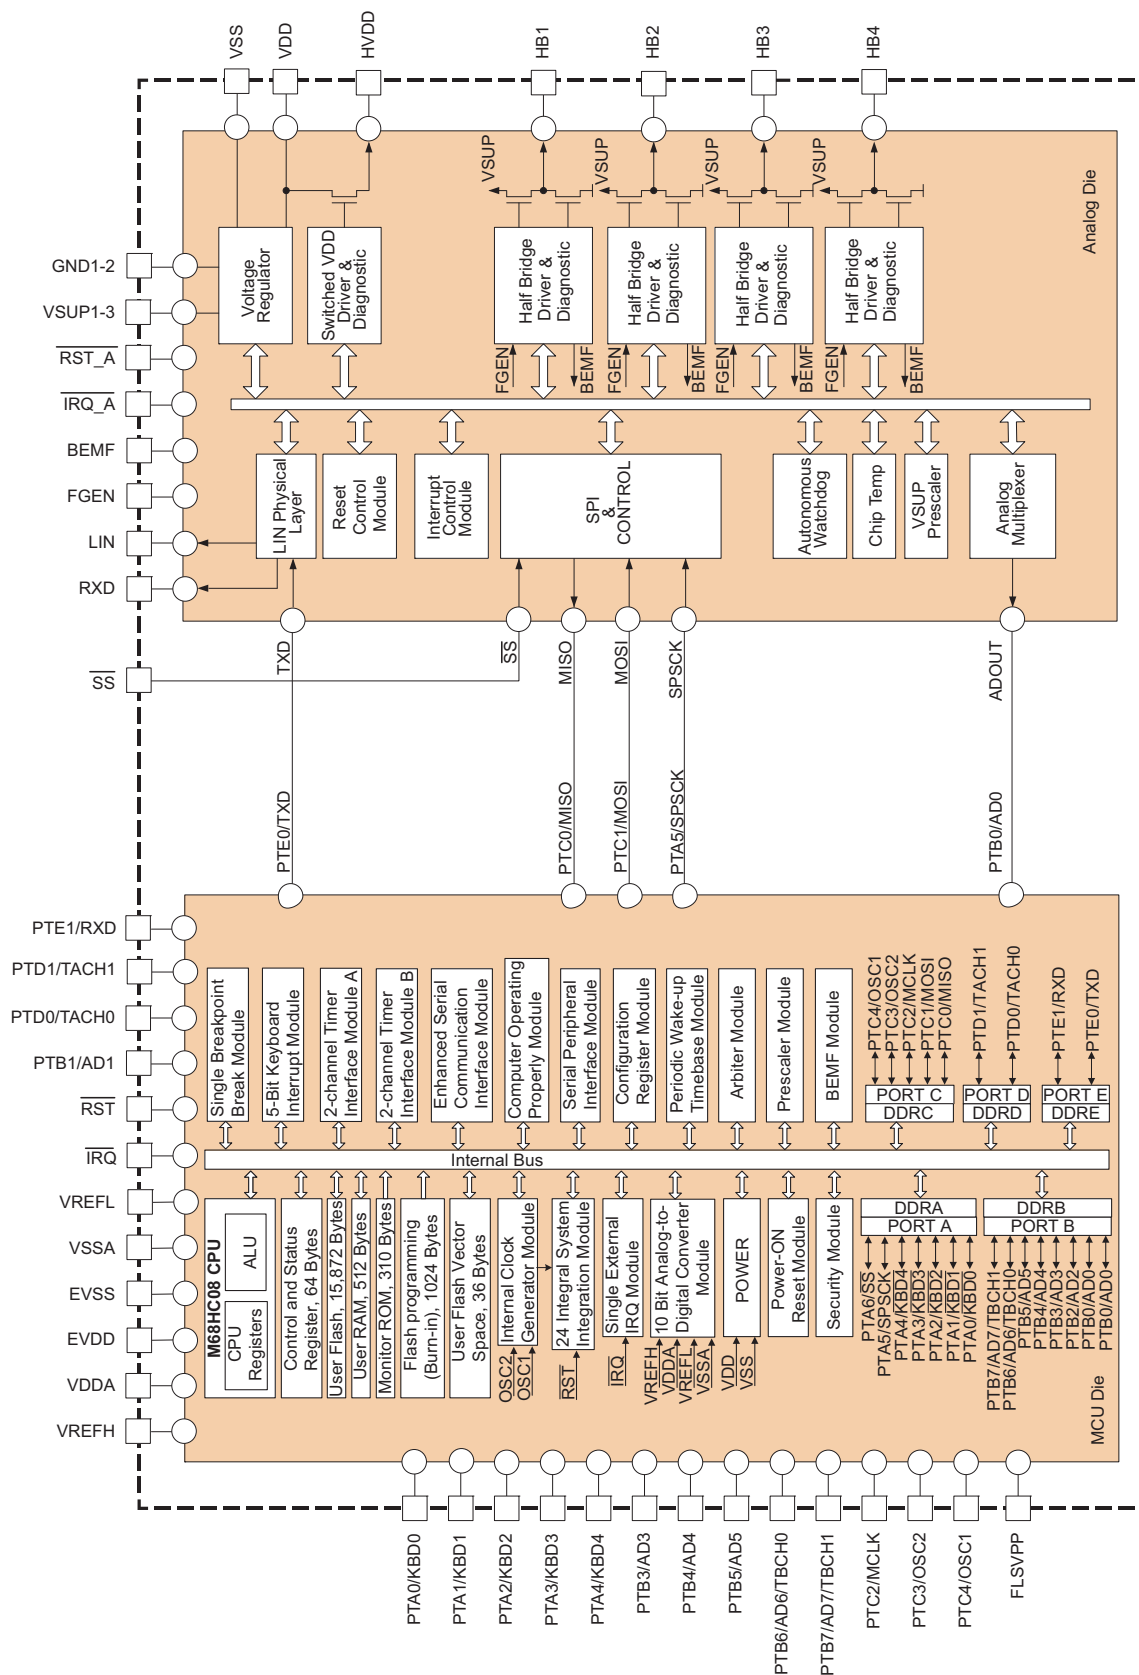 VSS
VDD
HVDD
HB1
HB2
HB3
HB4
GND1-2
VSUP1-3
RST_A
IRQ_A
BEMF
FGEN
LIN
RXD
SS
PTE1/RXD
PTD1/TACH1
PTD0/TACH0
PTB1/AD1
RST
IRQ
VREFL
VSSA
EVSS
EVDD
VDDA
VREFH
Analog Die
Voltage
Regulator
Switched VDD
Driver &
Diagnostic
VSUP
Half Bridge
Driver &
Diagnostic
FGEN
BEMF
VSUP
Half Bridge
Driver &
Diagnostic
FGEN
BEMF
VSUP
Half Bridge
Driver &
Diagnostic
FGEN
BEMF
VSUP
Half Bridge
Driver &
Diagnostic
FGEN
BEMF
LIN Physical
Layer
Reset
Control
Module
Interrupt
Control
Module
SPI
&
CONTROL
Autonomous
Watchdog
Chip Temp
VSUP
Prescaler
Analog
Multiplexer
TXD
SS
MISO
MOSI
SPSCK
ADOUT
PTE0/TXD
PTC0/MISO
PTC1/MOSI
PTA5/SPSCK
PTB0/AD0
Single Breakpoint
Break Module
5-Bit Keyboard
Interrupt Module
2-channel Timer
Interface Module A
2-channel Timer
Interface Module B
Enhanced Serial
Communication
Interface Module
Computer Operating
Properly Module
Serial Peripheral
Interface Module
Configuration
Register Module
Periodic Wake-up
Timebase Module
Arbiter Module
Prescaler Module
BEMF Module
PTC4/OSC1
PTC3/OSC2
PTC2/MCLK
PTC1/MOSI
PTC0/MISO
PORT C
DDRC
PTD1/TACH1
PTD0/TACH0
PORT D
DDRD
PTE1/RXD
PTE0/TXD
PORT E
DDRE
Internal Bus
M68HC08 CPU
CPU
Registers
ALU
Control and Status
Register, 64 Bytes
User Flash, 15,872 Bytes
User RAM, 512 Bytes
Monitor ROM, 310 Bytes
Flash programming
(Burn-in), 1024 Bytes
User Flash Vector
Space, 36 Bytes
OSC2
OSC1
Internal Clock
Generator Module
RST
24 Integral System
Integration Module
IRQ
Single External
IRQ Module
VREFH
VDDA
VREFL
VSSA
10 Bit Analog-to-
Digital Converter
Module
VDD
VSS
POWER
Power-ON
Reset Module
Security Module
DDRA
PORT A
PTA6/SS
PTA5/SPSCK
PTA4/KBD4
PTA3/KBD3
PTA2/KBD2
PTA1/KBD1
PTA0/KBD0
DDRB
PORT B
PTB7/AD7/TBCH1
PTB6/AD6/TBCH0
PTB5/AD5
PTB4/AD4
PTB3/AD3
PTB2/AD2
PTB0/AD0
PTB0/AD0
MCU Die
PTA0/KBD0
PTA1/KBD1
PTA2/KBD2
PTA3/KBD3
PTA4/KBD4
PTB3/AD3
PTB4/AD4
PTB5/AD5
PTB6/AD6/TBCH0
PTB7/AD7/TBCH1
PTC2/MCLK
PTC3/OSC2
PTC4/OSC1
FLSVPP